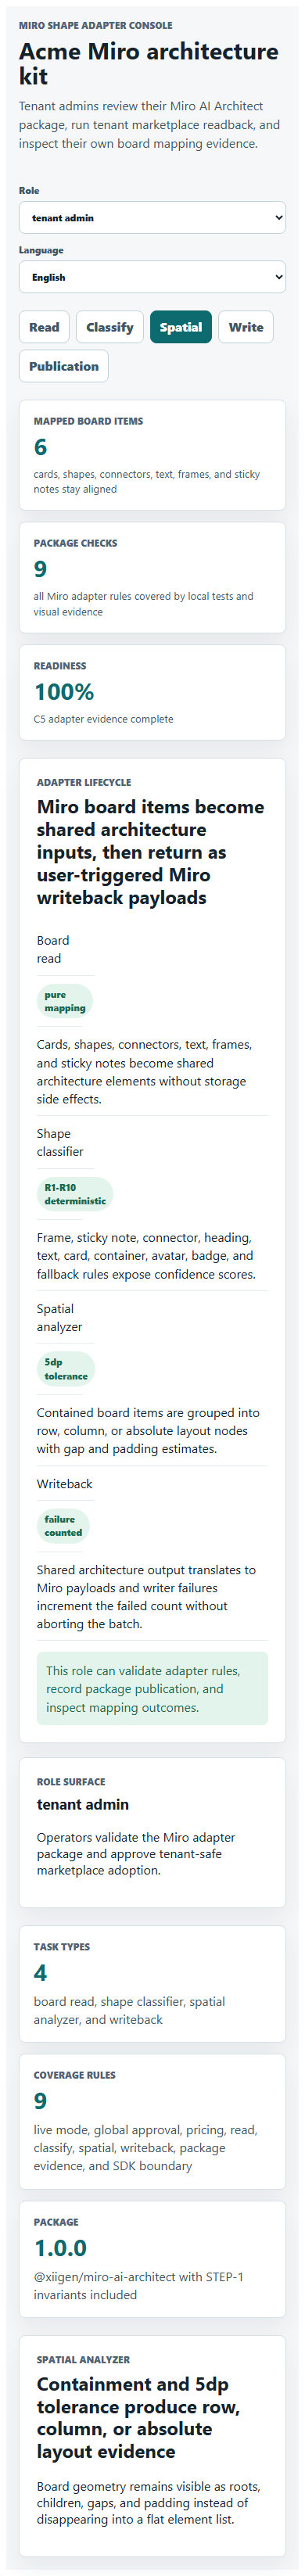 MIRO SHAPE ADAPTER CONSOLE
Acme Miro architecture
kit
Tenant admins review their Miro AI Architect
package, run tenant marketplace readback, and
inspect their own board mapping evidence.
Role
tenant admin
Language
English
Read Classify Spatial Write
Publication
MAPPED BOARD ITEMS
6
cards, shapes, connectors, text, frames, and sticky
notes stay aligned
PACKAGE CHECKS
9
all Miro adapter rules covered by local tests and
visual evidence
READINESS
100%
C5 adapter evidence complete
ADAPTER LIFECYCLE
Miro board items become
shared architecture
inputs, then return as
user-triggered Miro
writeback payloads
Board
read
pure
mapping
Cards, shapes, connectors, text, frames,
and sticky notes become shared
architecture elements without storage
side effects.
Shape
classifier
R1-R10
deterministic
Frame, sticky note, connector, heading,
text, card, container, avatar, badge, and
fallback rules expose confidence scores.
Spatial
analyzer
5dp
tolerance
Contained board items are grouped into
row, column, or absolute layout nodes
with gap and padding estimates.
Writeback
failure
counted
Shared architecture output translates to
Miro payloads and writer failures
increment the failed count without
aborting the batch.
This role can validate adapter rules,
record package publication, and
inspect mapping outcomes.
ROLE SURFACE
tenant admin
Operators validate the Miro adapter
package and approve tenant-safe
marketplace adoption.
TASK TYPES
4
board read, shape classifier, spatial
analyzer, and writeback
COVERAGE RULES
9
live mode, global approval, pricing, read,
classify, spatial, writeback, package
evidence, and SDK boundary
PACKAGE
1.0.0
@xiigen/miro-ai-architect with STEP-1
invariants included
SPATIAL ANALYZER
Containment and 5dp
tolerance produce row,
column, or absolute
layout evidence
Board geometry remains visible as roots,
children, gaps, and padding instead of
disappearing into a flat element list.